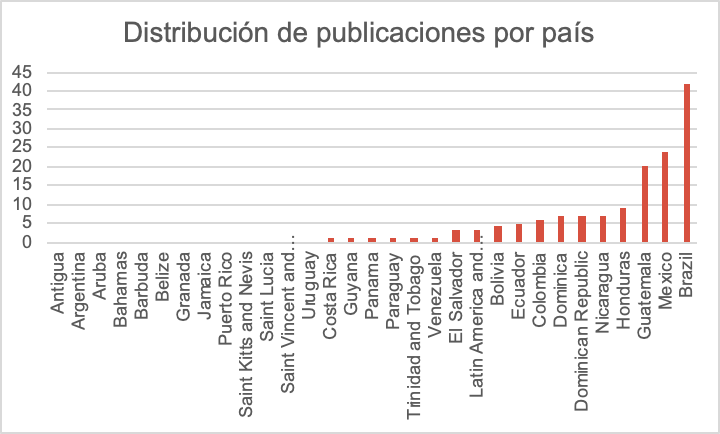 Distribución de publicaciones por país
45
40
35
30
25
20
15
10
5
0
Antigua
Argentina
Aruba
Bahamas
Barbuda
Belize
Granada
Jamaica
Puerto Rico
Saint Kitts and Nevis
Saint Lucia
Saint Vincent and…
Uruguay
Costa Rica
Guyana
Panama
Paraguay
Trinidad and Tobago
Venezuela
El Salvador
Latin America and…
Bolivia
Ecuador
Colombia
Dominica
Dominican Republic
Nicaragua
Honduras
Guatemala
Mexico
Brazil